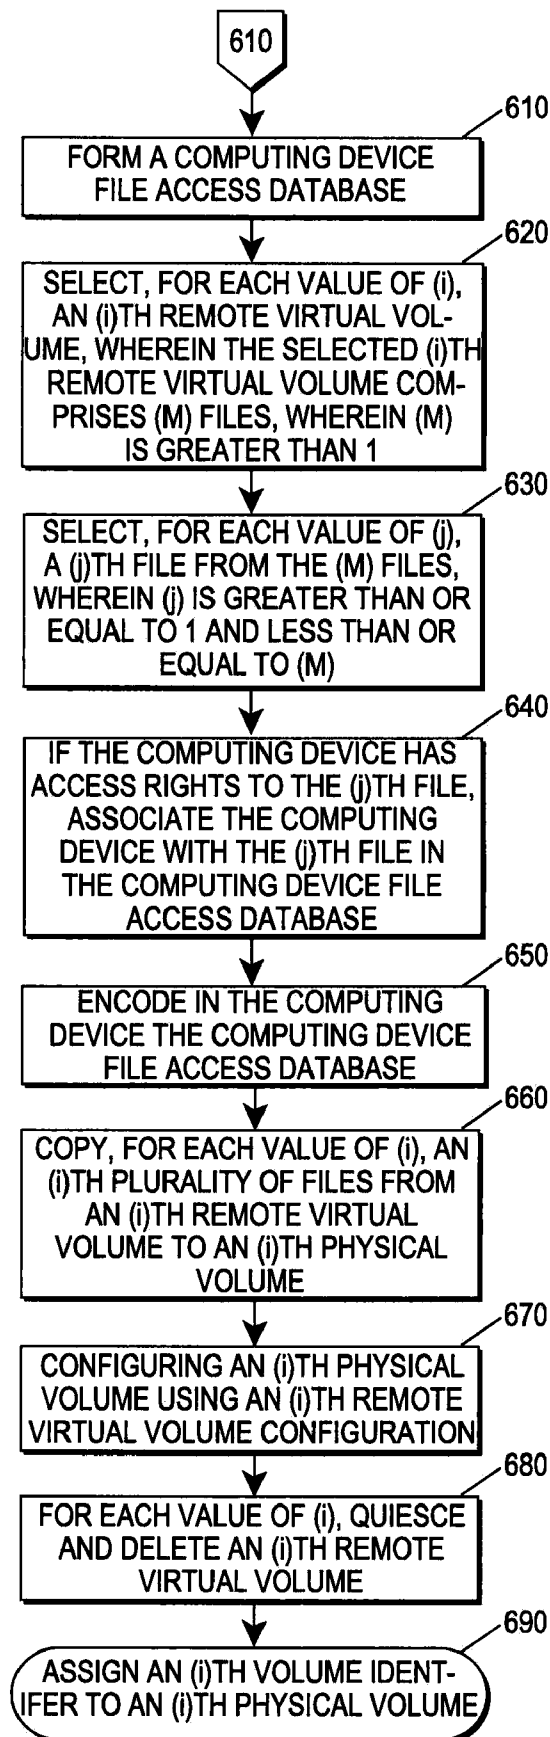 610
610
FORM A COMPUTING DEVICE
FILE ACCESS DATABASE
620
SELECT, FOR EACH VALUE OF (i),
AN (i)TH REMOTE VIRTUAL VOL-
UME, WHEREIN THE SELECTED (i)TH
REMOTE VIRTUAL VOLUME COM-
PRISES (M) FILES, WHEREIN (M)
IS GREATER THAN 1
630
SELECT, FOR EACH VALUE OF (j),
A (j)TH FILE FROM THE (M) FILES,
WHEREIN (j) IS GREATER THAN OR
EQUAL TO 1 AND LESS THAN OR
EQUAL TO (M)
640
IF THE COMPUTING DEVICE HAS
ACCESS RIGHTS TO THE (j)TH FILE,
ASSOCIATE THE COMPUTING
DEVICE WITH THE (j)TH FILE IN
THE COMPUTING DEVICE FILE
ACCESS DATABASE
650
ENCODE IN THE COMPUTING
DEVICE THE COMPUTING DEVICE
FILE ACCESS DATABASE
660
COPY, FOR EACH VALUE OF (i), AN
(i)TH PLURALITY OF FILES FROM
AN (i)TH REMOTE VIRTUAL
VOLUME TO AN (i)TH PHYSICAL
VOLUME
670
CONFIGURING AN (i)TH PHYSICAL
VOLUME USING AN (i)TH REMOTE
VIRTUAL VOLUME CONFIGURATION
680
FOR EACH VALUE OF (i), QUIESCE
AND DELETE AN (i)TH REMOTE
VIRTUAL VOLUME
690
ASSIGN AN (i)TH VOLUME IDENT-
IFER TO AN (i)TH PHYSICAL VOLUME